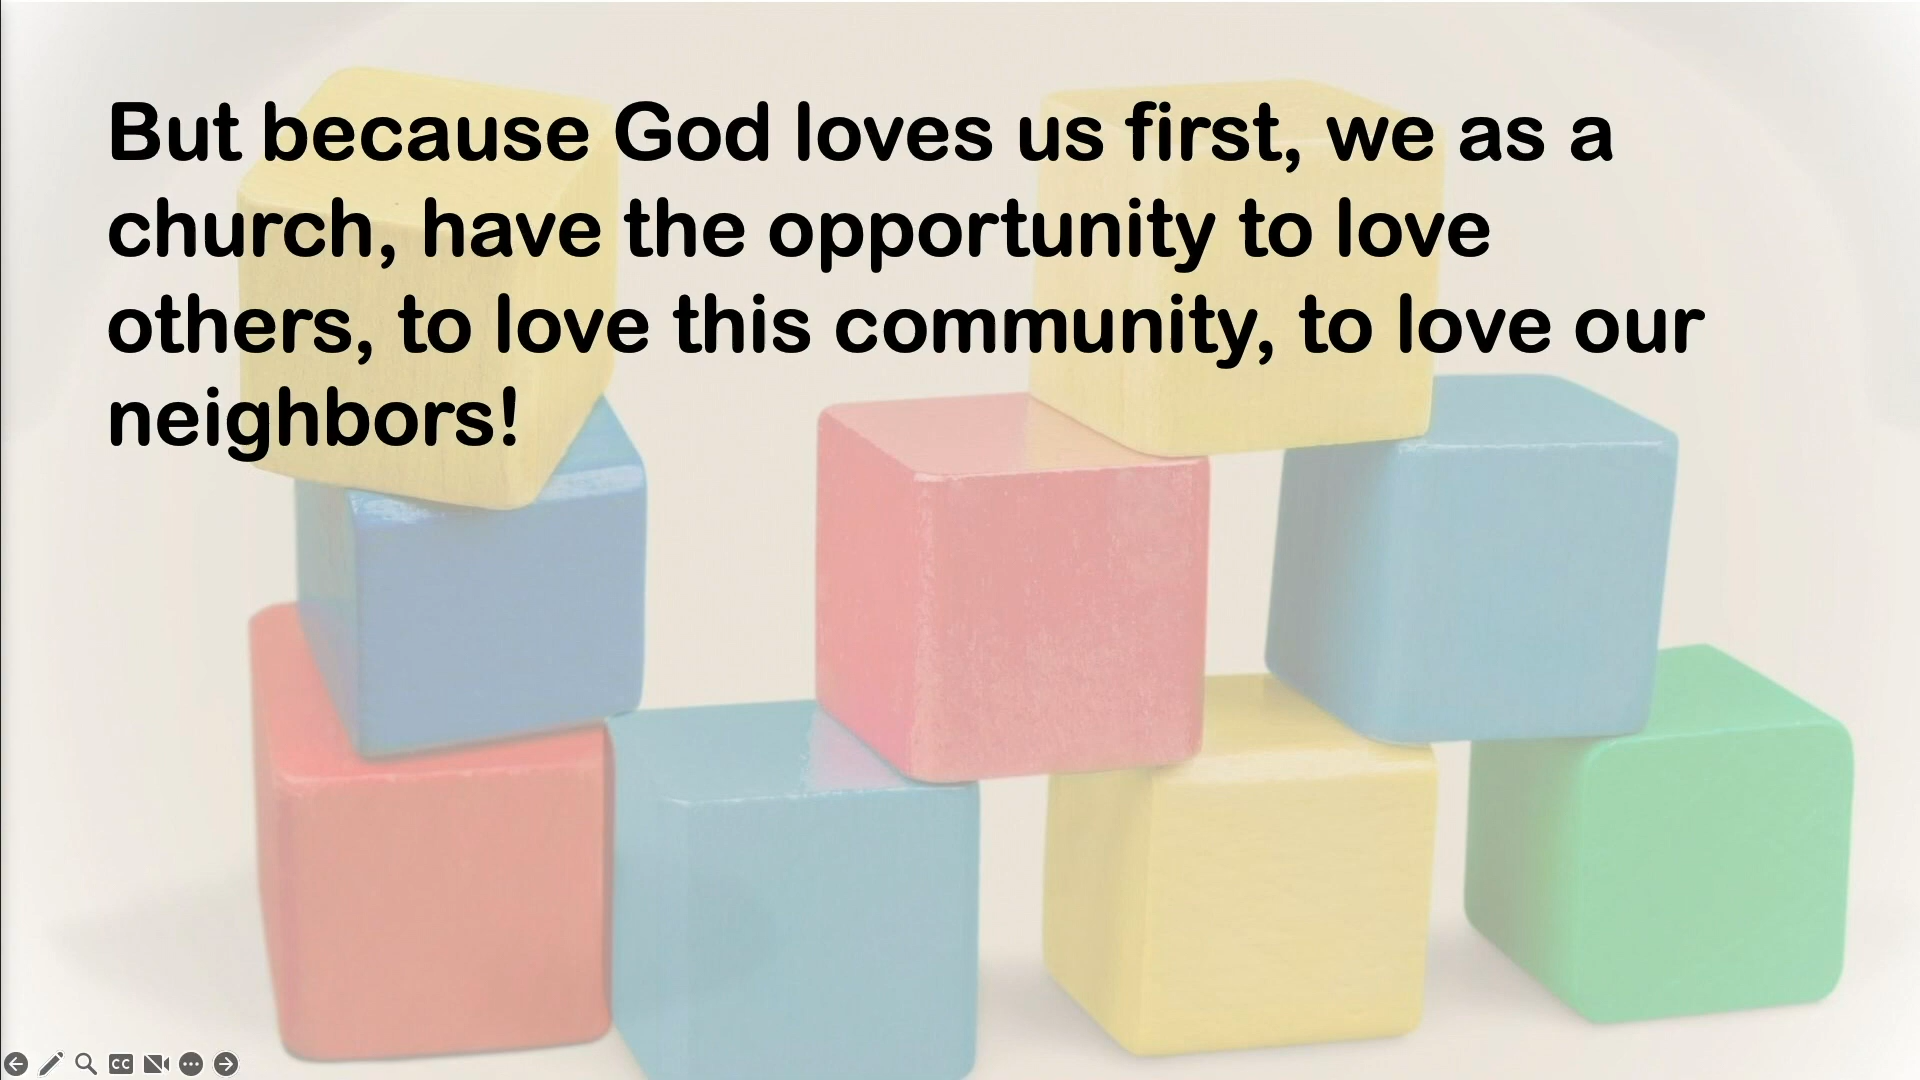 But because God loves us first, we as a
church, have the opportunity to love
others, to love this community, to love our
neighbors!
CC